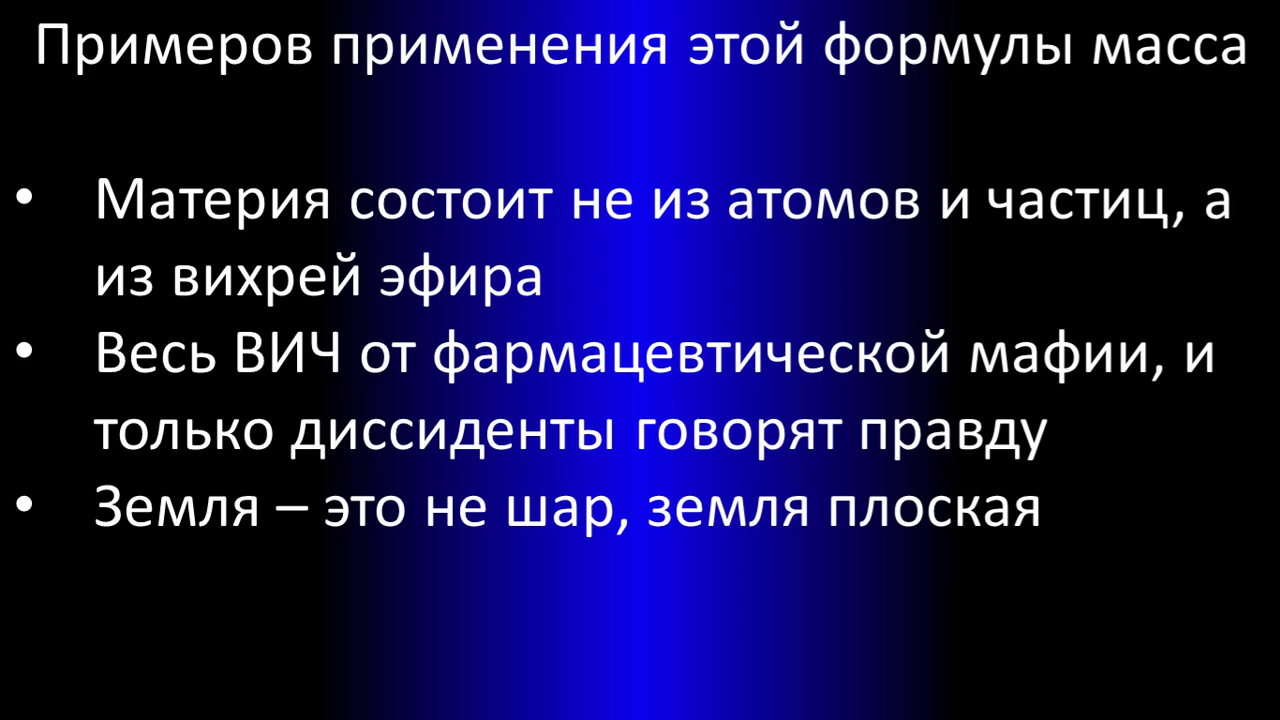 Примеров применения этой формулы масса
• Материя состоит не из атомов и частиц, а
из вихрей эфира
• Весь ВИЧ от фармацевтической мафии, и
только диссиденты говорят правду
• Земля – это не шар, земля плоская